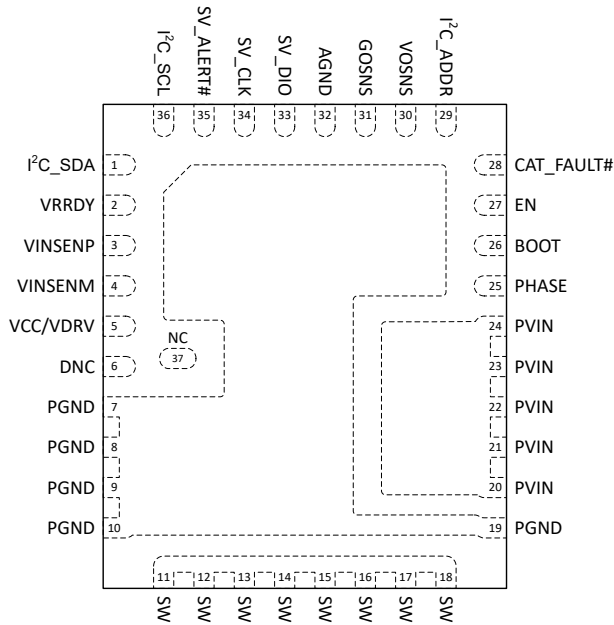 I²C_SCL
SV_ALERT#
SV_CLK
SV_DIO
AGND
GOSNS
VOSNS
I²C_ADDR
36 35 34 33 32 31 30 29
I²C_SDA 1 28 CAT_FAULT#
VRRDY 2 27 EN
VINSENP 3 26 BOOT
VINSENM 4 25 PHASE
VCC/VDRV 5 24 PVIN
NC
37
DNC 6 23 PVIN
PGND 7 22 PVIN
PGND 8 21 PVIN
PGND 9 20 PVIN
PGND 10 19 PGND
11 12 13 14 15 16 17 18
SW SW SW SW SW SW SW SW